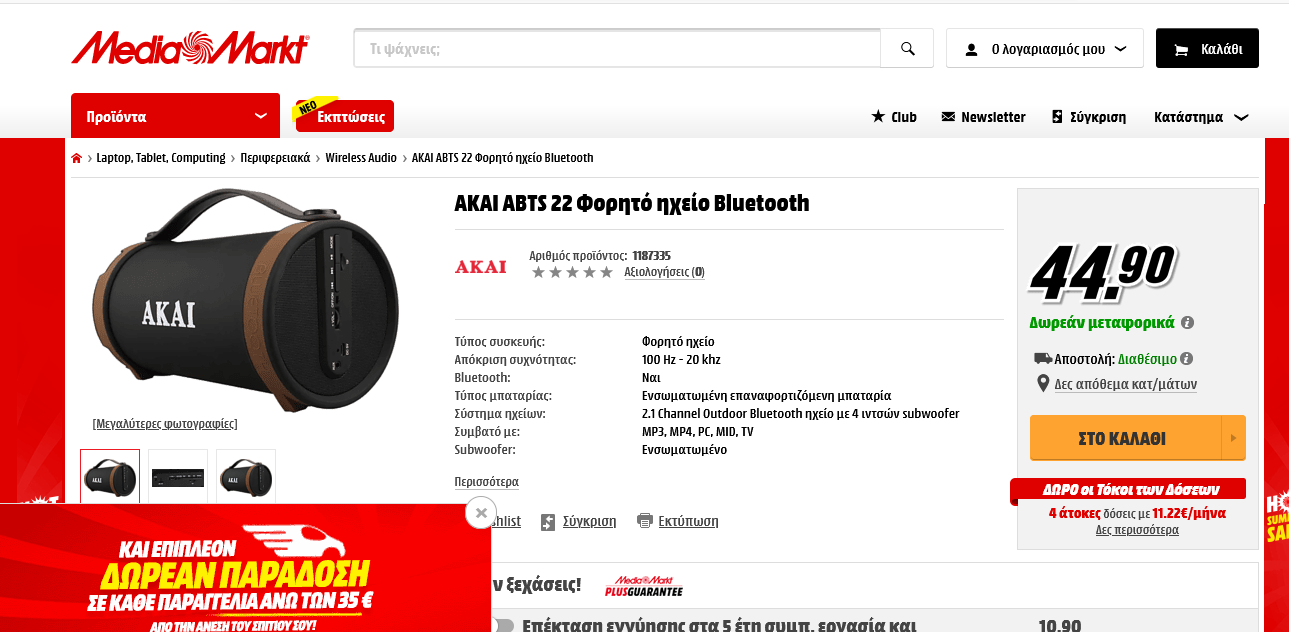 MediaMarkt
Τι ψάχνεις;
Ο λογαριασμός μου
Καλάθι
Προϊόντα
ΝΕΟ
Εκπτώσεις
Club
Newsletter
Σύγκριση
Κατάστημα
› Laptop, Tablet, Computing › Περιφερειακά › Wireless Audio › AKAI ABTS 22 Φορητό ηχείο Bluetooth
AKAI
[Μεγαλύτερες φωτογραφίες]
AKAI ABTS 22 Φορητό ηχείο Bluetooth
AKAI
Αριθμός προϊόντος: 1187335
Αξιολογήσεις (0)
Τύπος συσκευής: Φορητό ηχείο
Απόκριση συχνότητας: 100 Hz - 20 khz
Bluetooth: Ναι
Τύπος μπαταρίας: Ενσωματωμένη επαναφορτιζόμενη μπαταρία
Σύστημα ηχείων: 2.1 Channel Outdoor Bluetooth ηχείο με 4 ιντσών subwoofer
Συμβατό με: MP3, MP4, PC, MID, TV
Subwoofer: Ενσωματωμένο
Περισσότερα
hlist
Σύγκριση
Εκτύπωση
44.90
Δωρεάν μεταφορικά
Αποστολή: Διαθέσιμο
Δες απόθεμα κατ/μάτων
ΣΤΟ ΚΑΛΑΘΙ
ΔΩΡΟ οι Τόκοι των Δόσεων
4 άτοκες δόσεις με 11.22€/μήνα
Δες περισσότερα
ΚΑΙ ΕΠΙΠΛΕΟΝ
ΔΩΡΕΑΝ ΠΑΡΑΔΟΣΗ
ΣΕ ΚΑΘΕ ΠΑΡΑΓΓΕΛΙΑ ΑΝΩ ΤΩΝ 35 €
ΑΠΟ ΤΗΝ ΑΝΕΣΗ ΤΟΥ ΣΠΙΤΙΟΥ ΣΟΥ!
ν ξεχάσεις!
MediaMarkt
PLUSGUARANTEE
Επέκταση εγγύησης στα 5 έτη συμπ. εργασία και
10.90